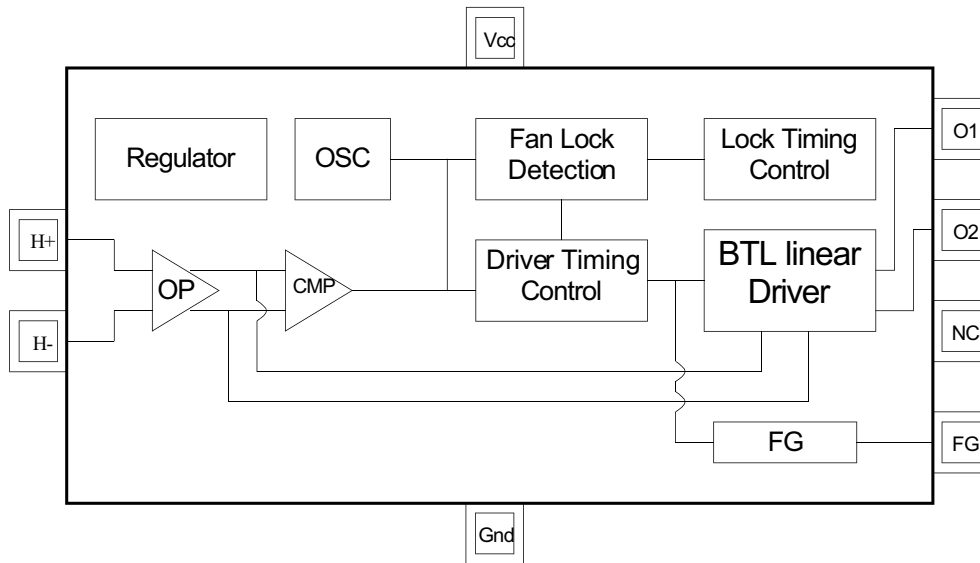 Vcc
Regulator
OSC
Fan Lock
Detection
Lock Timing
Control
O1
H+
OP
CMP
Driver Timing
Control
BTL linear
Driver
O2
H-
NC
FG
FG
Gnd